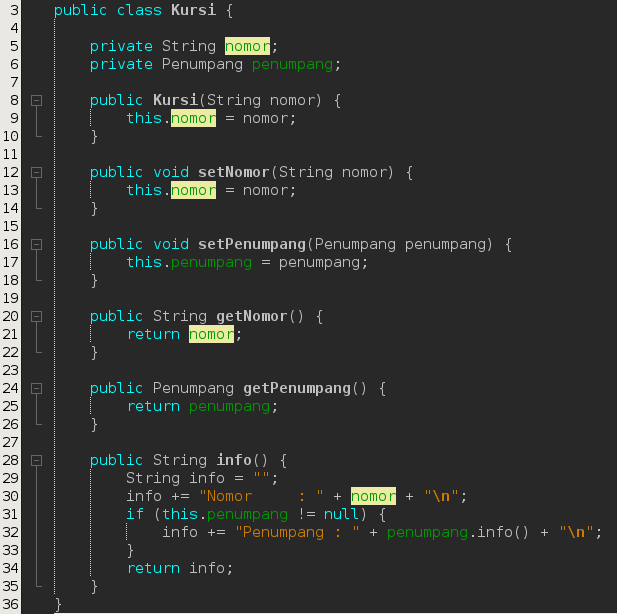 3 public class Kursi {
4
5     private String nomor;
6     private Penumpang penumpang;
7
8     public Kursi(String nomor) {
9         this.nomor = nomor;
10     }
11
12     public void setNomor(String nomor) {
13         this.nomor = nomor;
14     }
15
16     public void setPenumpang(Penumpang penumpang) {
17         this.penumpang = penumpang;
18     }
19
20     public String getNomor() {
21         return nomor;
22     }
23
24     public Penumpang getPenumpang() {
25         return penumpang;
26     }
27
28     public String info() {
29         String info = "";
30         info += "Nomor     : " + nomor + "\n";
31         if (this.penumpang != null) {
32             info += "Penumpang : " + penumpang.info() + "\n";
33         }
34         return info;
35     }
36 }